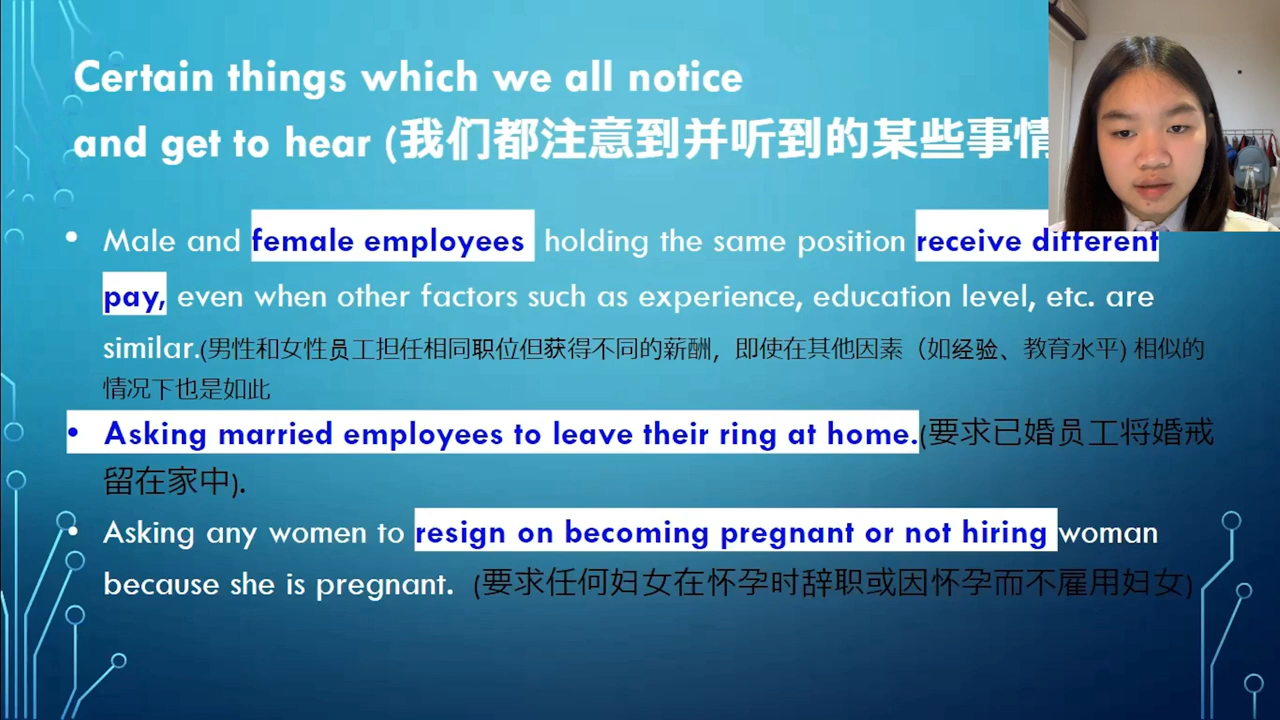 Certain things which we all notice
and get to hear (我们都注意到并听到的某些事情
• Male and female employees holding the same position receive different
pay, even when other factors such as experience, education level, etc. are
similar.(男性和女性员工担任相同职位但获得不同的薪酬，即使在其他因素（如经验、教育水平) 相似的
情况下也是如此
• Asking married employees to leave their ring at home.(要求已婚员工将婚戒
留在家中).
• Asking any women to resign on becoming pregnant or not hiring woman
because she is pregnant. (要求任何妇女在怀孕时辞职或因怀孕而不雇用妇女)